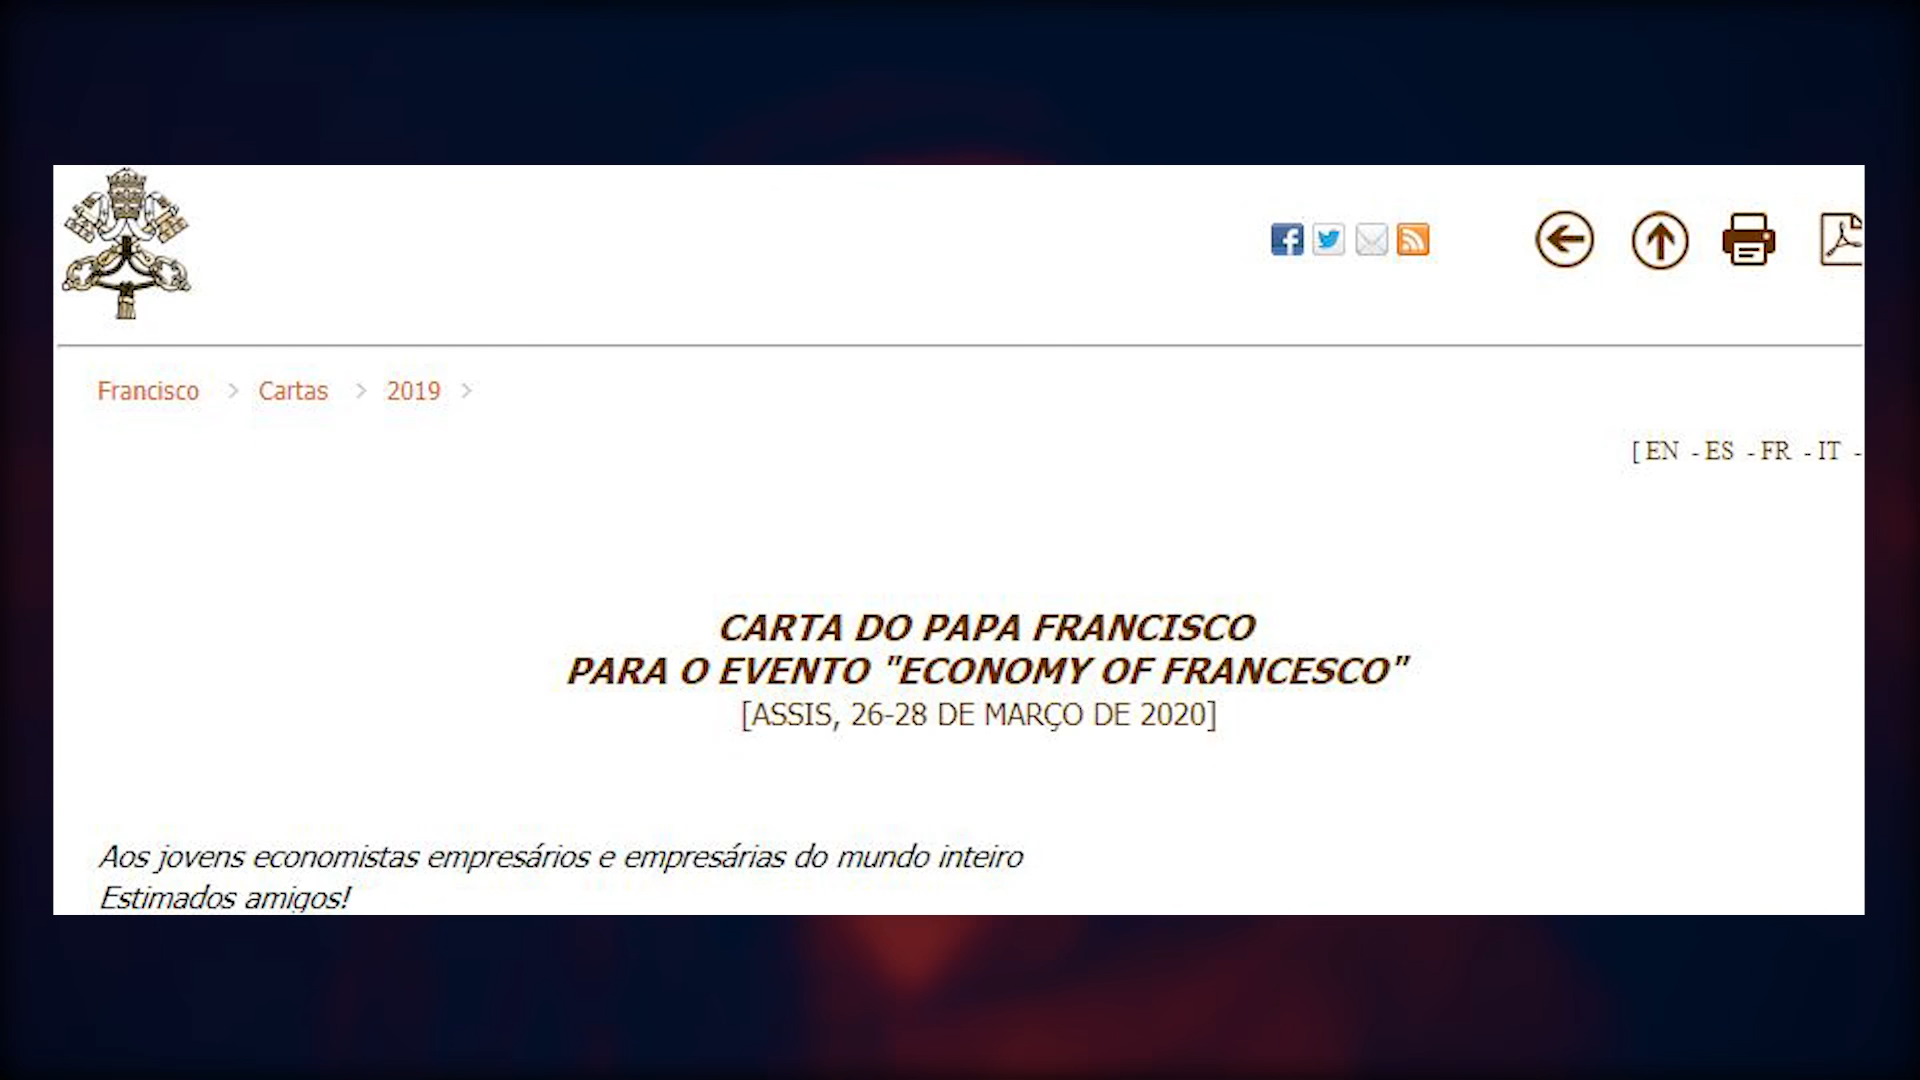 Francisco > Cartas > 2019 >
[ EN - ES - FR - IT -
CARTA DO PAPA FRANCISCO
PARA O EVENTO "ECONOMY OF FRANCESCO"
[ASSIS, 26-28 DE MARÇO DE 2020]
Aos jovens economistas empresários e empresárias do mundo inteiro
Estimados amigos!